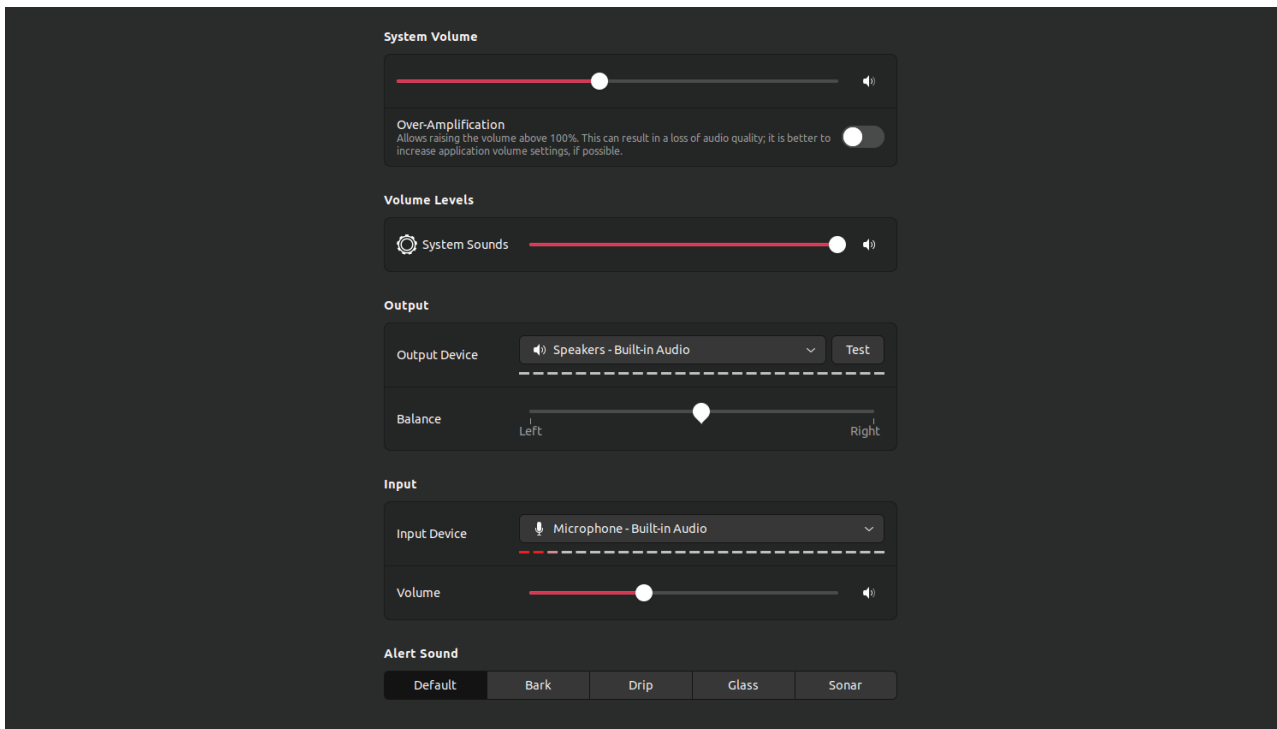 System Volume
Over-Amplification
Allows raising the volume above 100%. This can result in a loss of audio quality; it is better to
increase application volume settings, if possible.
Volume Levels
System Sounds
Output
Output Device
Speakers - Built-in Audio
Test
Balance
Left
Right
Input
Input Device
Microphone - Built-in Audio
Volume
Alert Sound
Default
Bark
Drip
Glass
Sonar